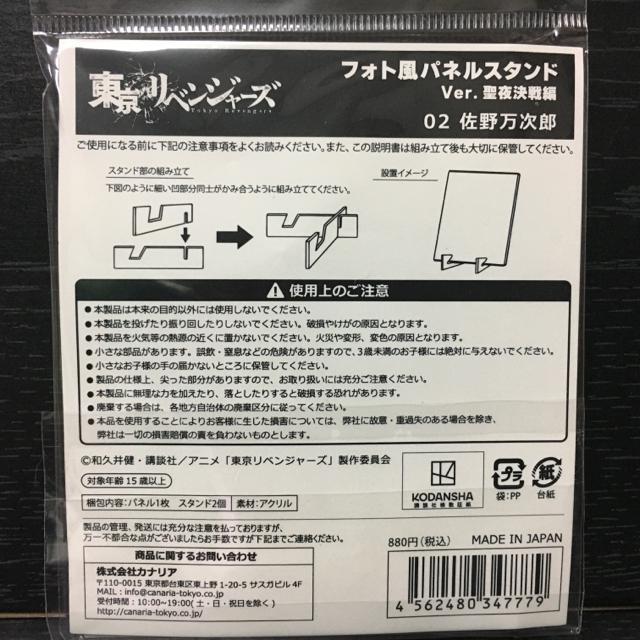 東京リベンジャーズ
Tokyo Revengers
フォト風パネルスタンド
Ver. 聖夜決戦編
02 佐野万次郎
ご使用になる前に下記の注意事項をよくお読みください。また、この説明書は組み立て後も大切に保管してください。
スタンド部の組み立て
下図のように細い凹部分同士がかみ合うように組み立ててください。
設置イメージ
使用上のご注意
●本製品は本来の目的以外には使用しないでください。
●本製品を投げたり振り回したりしないでください。破損やけがの原因となります。
●本製品を火気等の熱源の近くに置かないでください。火災や変形、変色の原因となります。
●小さな部品があります。誤飲・窒息などの危険がありますので、3歳未満のお子様には絶対に与えないでください。
●小さなお子様の手の届かないところに保管してください。
●製品の仕様上、尖った部分がありますので、お取り扱いには充分ご注意ください。
●本製品に無理な力を加えたり、落としたりすると破損する恐れがあります。
●廃棄する場合は、各地方自治体の廃棄区分に従ってください。
●本品を使用することによりお客様に生じた損害については、弊社に故意・重過失のある場合を除き、
弊社は一切の損害賠償の責を負わないものとします。
©和久井健・講談社／アニメ「東京リベンジャーズ」製作委員会
対象年齢15歳以上
梱包内容:パネル1枚 スタンド2個
素材:アクリル
KODANSHA
講談社検取証紙
プラ
袋:PP
紙
台紙
製品の管理、発送には充分な注意を払っておりますが、
万一不都合な点がございましたらお手数ですが下記までご連絡ください。
商品に関するお問い合わせ
株式会社カナリア
〒110-0015 東京都台東区東上野 1-20-5 サスガビル 4F
MAIL : info@canaria-tokyo.co.jp
受付時間:10:00~19:00(土・日・祝日を除く)
http://canaria-tokyo.co.jp
880円(税込)
MADE IN JAPAN
4 562480 347779